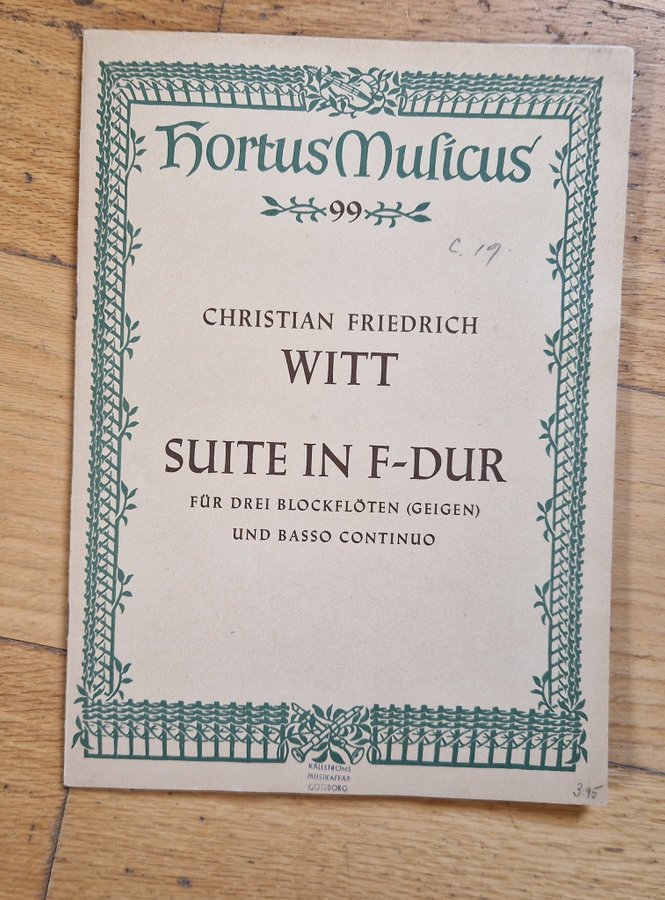 Hortus Musicus
99
C. 19.
CHRISTIAN FRIEDRICH
WITT
SUITE IN F-DUR
FÜR DREI BLOCKFLÖTEN (GEIGEN)
UND BASSO CONTINUO
KÄLLSTRÖMS
MUSIKAFFÄR
GÖTEBORG
3:95